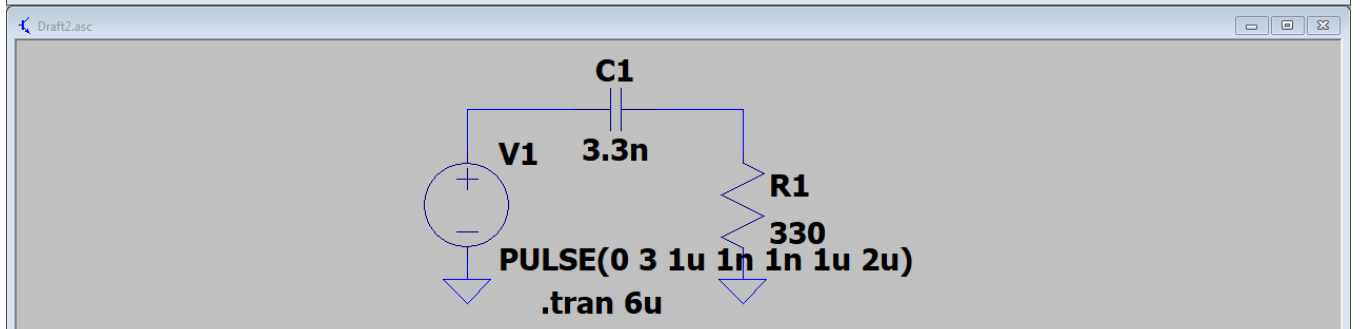 Draft2.asc
C1
3.3n
V1
R1
330
PULSE(0 3 1u 1n 1n 1u 2u)
.tran 6u